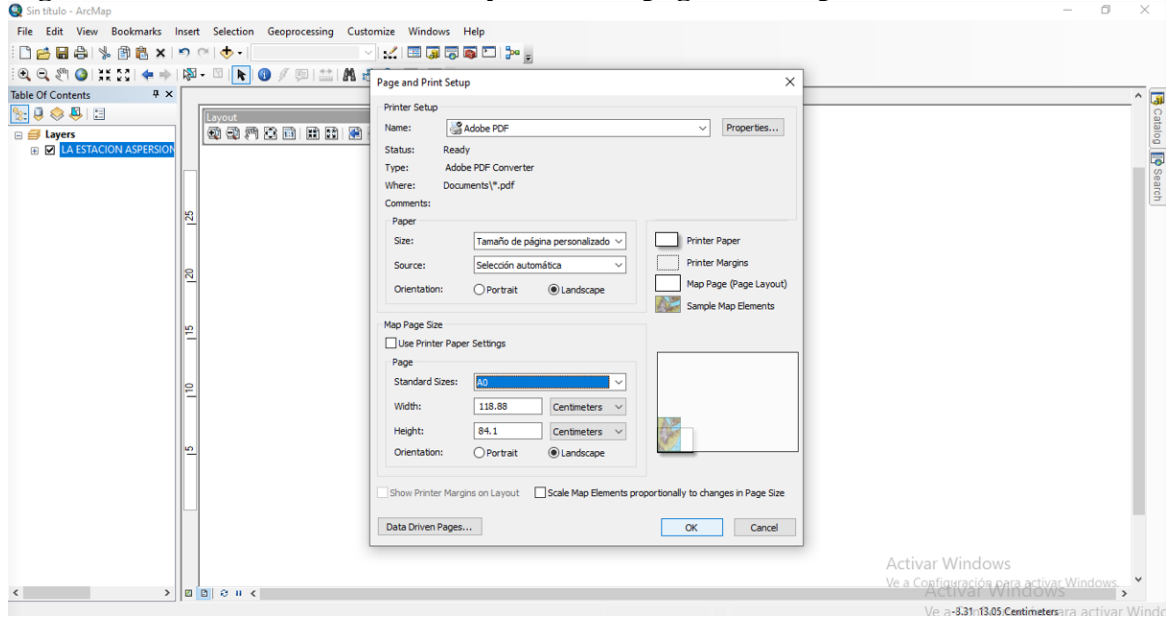 Sin título - ArcMap
File Edit View Bookmarks Insert Selection Geoprocessing Customize Windows Help
Table Of Contents
Layers
LA ESTACION ASPERSION
Layout
25
20
15
10
5
Page and Print Setup
Printer Setup
Name: Adobe PDF Properties...
Status: Ready
Type: Adobe PDF Converter
Where: Documents\*.pdf
Comments:
Paper
Size: Tamaño de página personalizado
Source: Selección automática
Orientation: Portrait Landscape
Printer Paper
Printer Margins
Map Page (Page Layout)
Sample Map Elements
Map Page Size
Use Printer Paper Settings
Page
Standard Sizes: A0
Width: 118.88 Centimeters
Height: 84.1 Centimeters
Orientation: Portrait Landscape
Show Printer Margins on Layout Scale Map Elements proportionally to changes in Page Size
Data Driven Pages... OK Cancel
Catalog
Search
Activar Windows
Ve a Configuración para activar Windows.
Activar Windows
-8.31 13.05 Centimeters